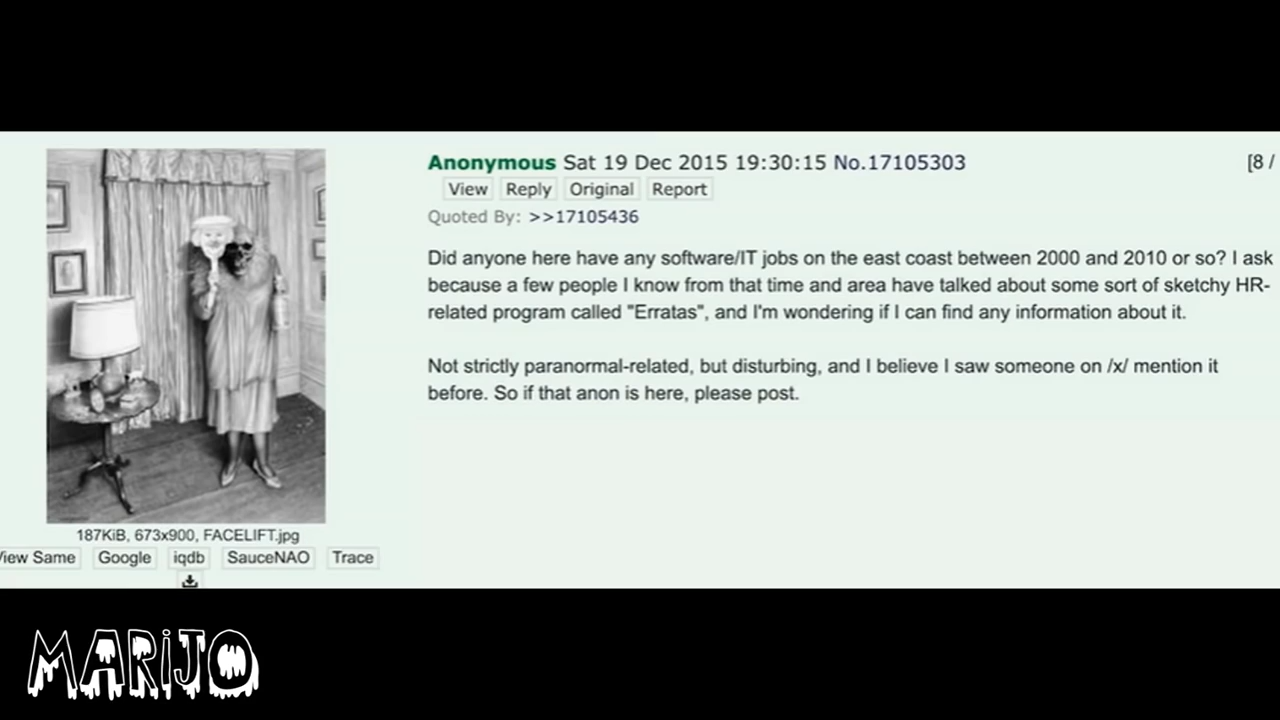 Anonymous Sat 19 Dec 2015 19:30:15 No.17105303
[8 /
View Reply Original Report
Quoted By: >>17105436
Did anyone here have any software/IT jobs on the east coast between 2000 and 2010 or so? I ask
because a few people I know from that time and area have talked about some sort of sketchy HR-
related program called "Erratas", and I'm wondering if I can find any information about it.
Not strictly paranormal-related, but disturbing, and I believe I saw someone on /x/ mention it
before. So if that anon is here, please post.
187KiB, 673x900, FACELIFT.jpg
View Same Google iqdb SauceNAO Trace
MARiJO